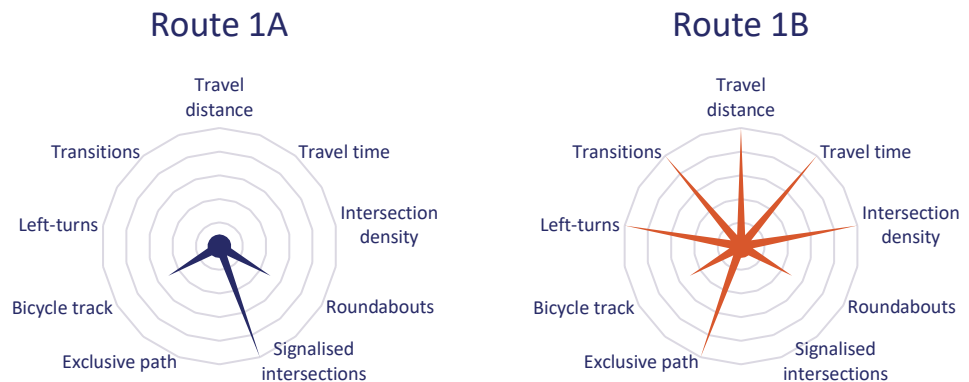 Route 1A
Travel
distance
Transitions
Travel time
Left-turns
Intersection
density
Bicycle track
Roundabouts
Exclusive path
Signalised
intersections
Route 1B
Travel
distance
Transitions
Travel time
Left-turns
Intersection
density
Bicycle track
Roundabouts
Exclusive path
Signalised
intersections